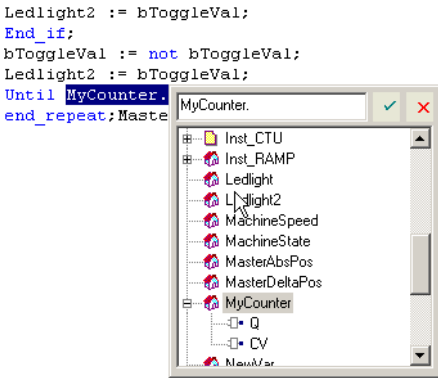 Ledlight2 := bToggleVal;
End_if;
bToggleVal := not bToggleVal;
Ledlight2 := bToggleVal;
Until MyCounter.
end_repeat;Maste
MyCounter.
Inst_CTU
Inst_RAMP
Ledlight
Ledlight2
MachineSpeed
MachineState
MasterAbsPos
MasterDeltaPos
MyCounter
Q
CV
NewVar